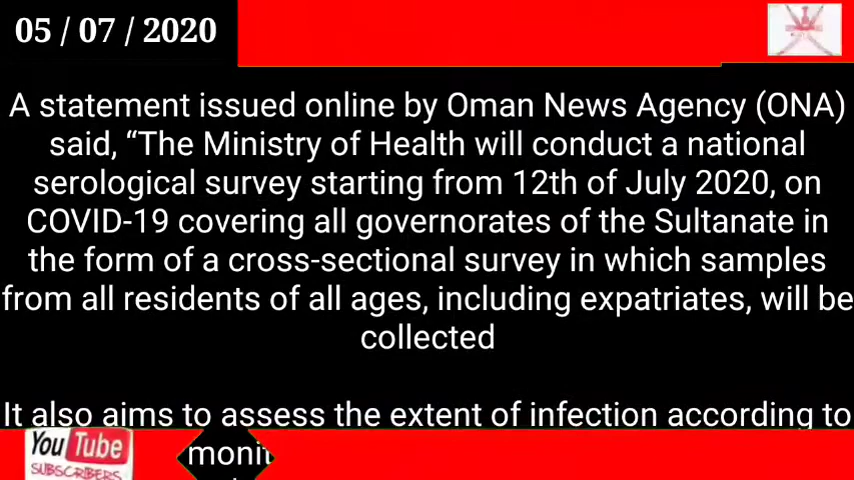 05 / 07 / 2020
A statement issued online by Oman News Agency (ONA)
said, “The Ministry of Health will conduct a national
serological survey starting from 12th of July 2020, on
COVID-19 covering all governorates of the Sultanate in
the form of a cross-sectional survey in which samples
from all residents of all ages, including expatriates, will be
collected
It also aims to assess the extent of infection according to
You Tube
SUBSCRIBERS
monit